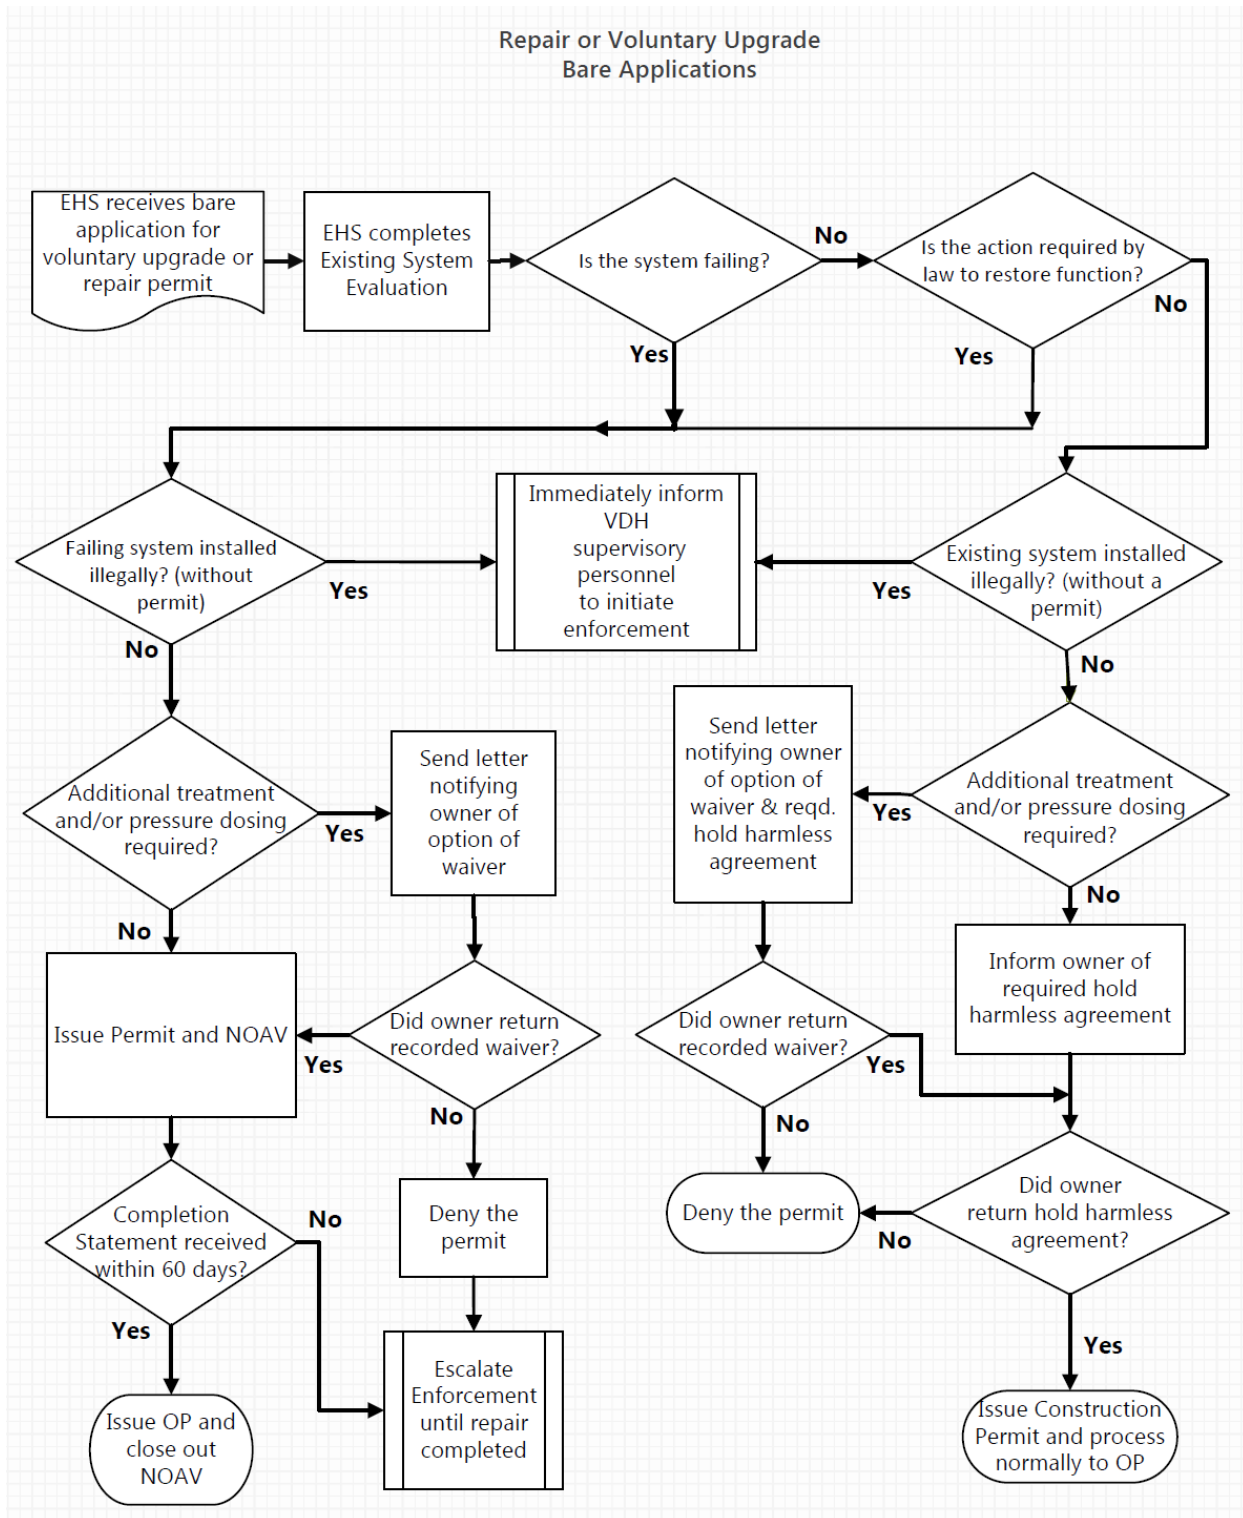 Repair or Voluntary Upgrade
Bare Applications
EHS receives bare
application for
voluntary upgrade or
repair permit
EHS completes
Existing System
Evaluation
Is the system failing?
No
Yes
Is the action required by
law to restore function?
No
Yes
Failing system installed
illegally? (without
permit)
Yes
No
Immediately inform
VDH
supervisory
personnel
to initiate
enforcement
Existing system installed
illegally? (without a
permit)
Yes
No
Additional treatment
and/or pressure dosing
required?
Yes
No
Send letter
notifying
owner of
option of
waiver
Send letter
notifying owner
of option of
waiver & reqd.
hold harmless
agreement
Additional treatment
and/or pressure dosing
required?
Yes
No
Issue Permit and NOAV
Did owner return
recorded waiver?
Yes
No
Did owner return
recorded waiver?
Yes
No
Inform owner of
required hold
harmless agreement
Completion
Statement received
within 60 days?
No
Yes
Deny the
permit
Deny the permit
Did owner
return hold harmless
agreement?
No
Yes
Issue OP and
close out
NOAV
Escalate
Enforcement
until repair
completed
Issue Construction
Permit and process
normally to OP